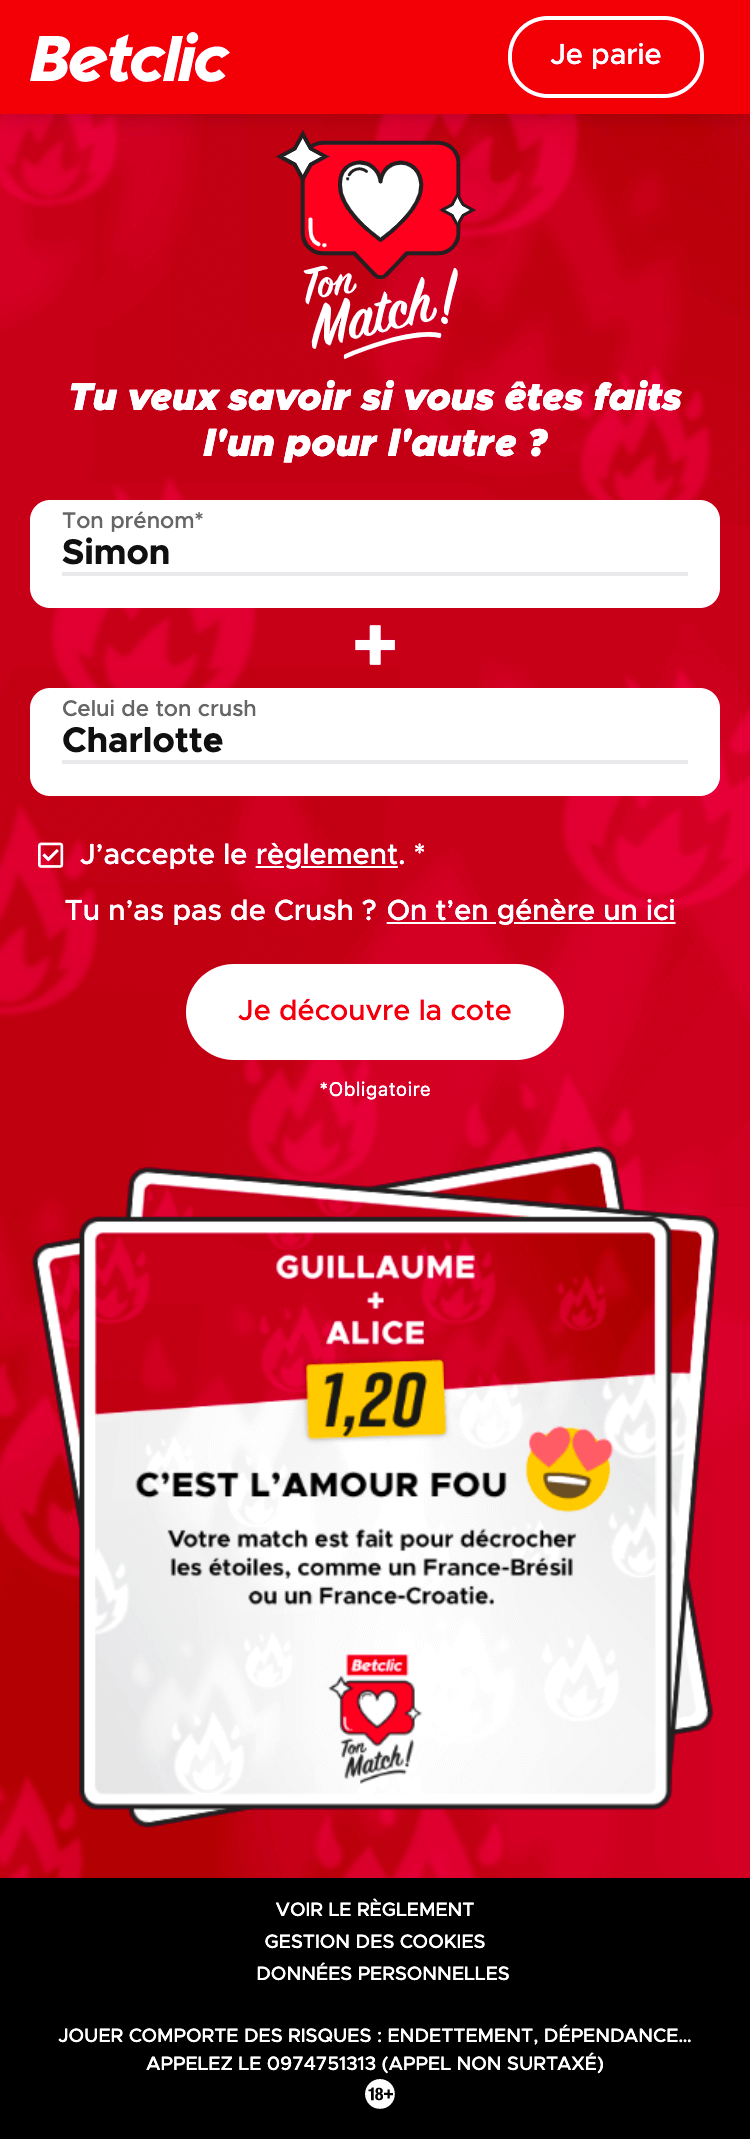 Betclic
Je parie
Ton
Match !
Tu veux savoir si vous êtes faits
l'un pour l'autre ?
Ton prénom*
Simon
+
Celui de ton crush
Charlotte
J’accepte le règlement. *
Tu n’as pas de Crush ? On t’en génère un ici
Je découvre la cote
*Obligatoire
GUILLAUME
+
ALICE
1,20
C’EST L’AMOUR FOU
Votre match est fait pour décrocher
les étoiles, comme un France-Brésil
ou un France-Croatie.
Betclic
Ton
Match !
VOIR LE RÈGLEMENT
GESTION DES COOKIES
DONNÉES PERSONNELLES
JOUER COMPORTE DES RISQUES : ENDETTEMENT, DÉPENDANCE...
APPELEZ LE 0974751313 (APPEL NON SURTAXÉ)
18+